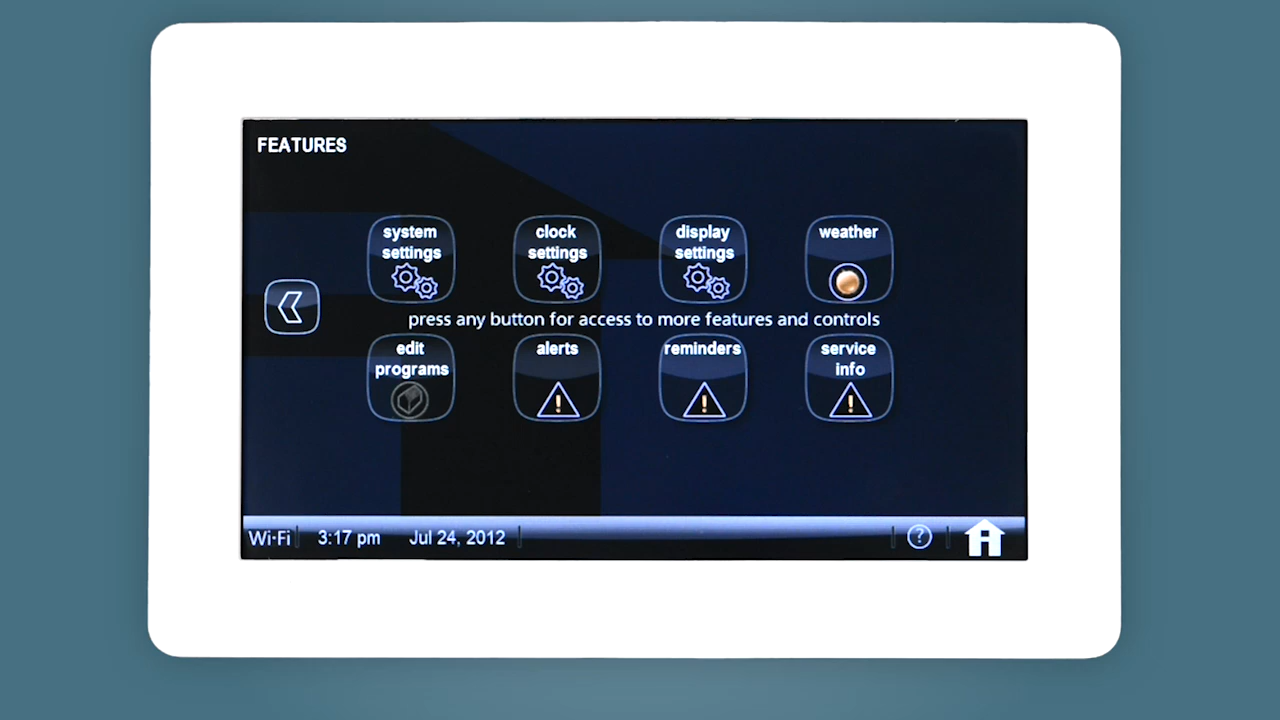 FEATURES
system settings
clock settings
display settings
weather
press any button for access to more features and controls
edit programs
alerts
reminders
service info
Wi-Fi 3:17 pm Jul 24, 2012 ?